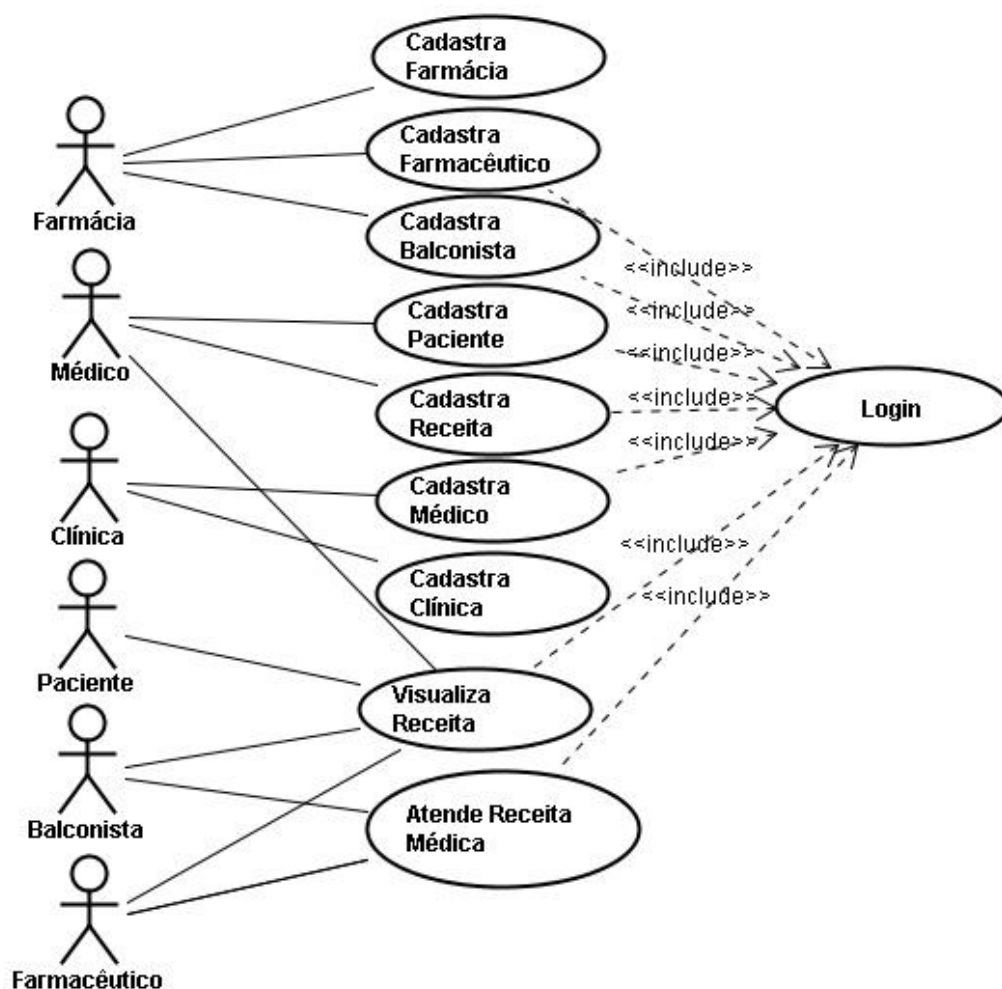 Cadastra
Farmácia
Cadastra
Farmacêutico
Farmácia
Cadastra
Balconista
<<include>>
Cadastra
Paciente
<<include>>
<<include>>
Médico
Cadastra
Receita
<<include>>
Login
<<include>>
Cadastra
Médico
Clínica
<<include>>
Cadastra
Clínica
<<include>>
Paciente
Visualiza
Receita
Balconista
Atende Receita
Médica
Farmacêutico